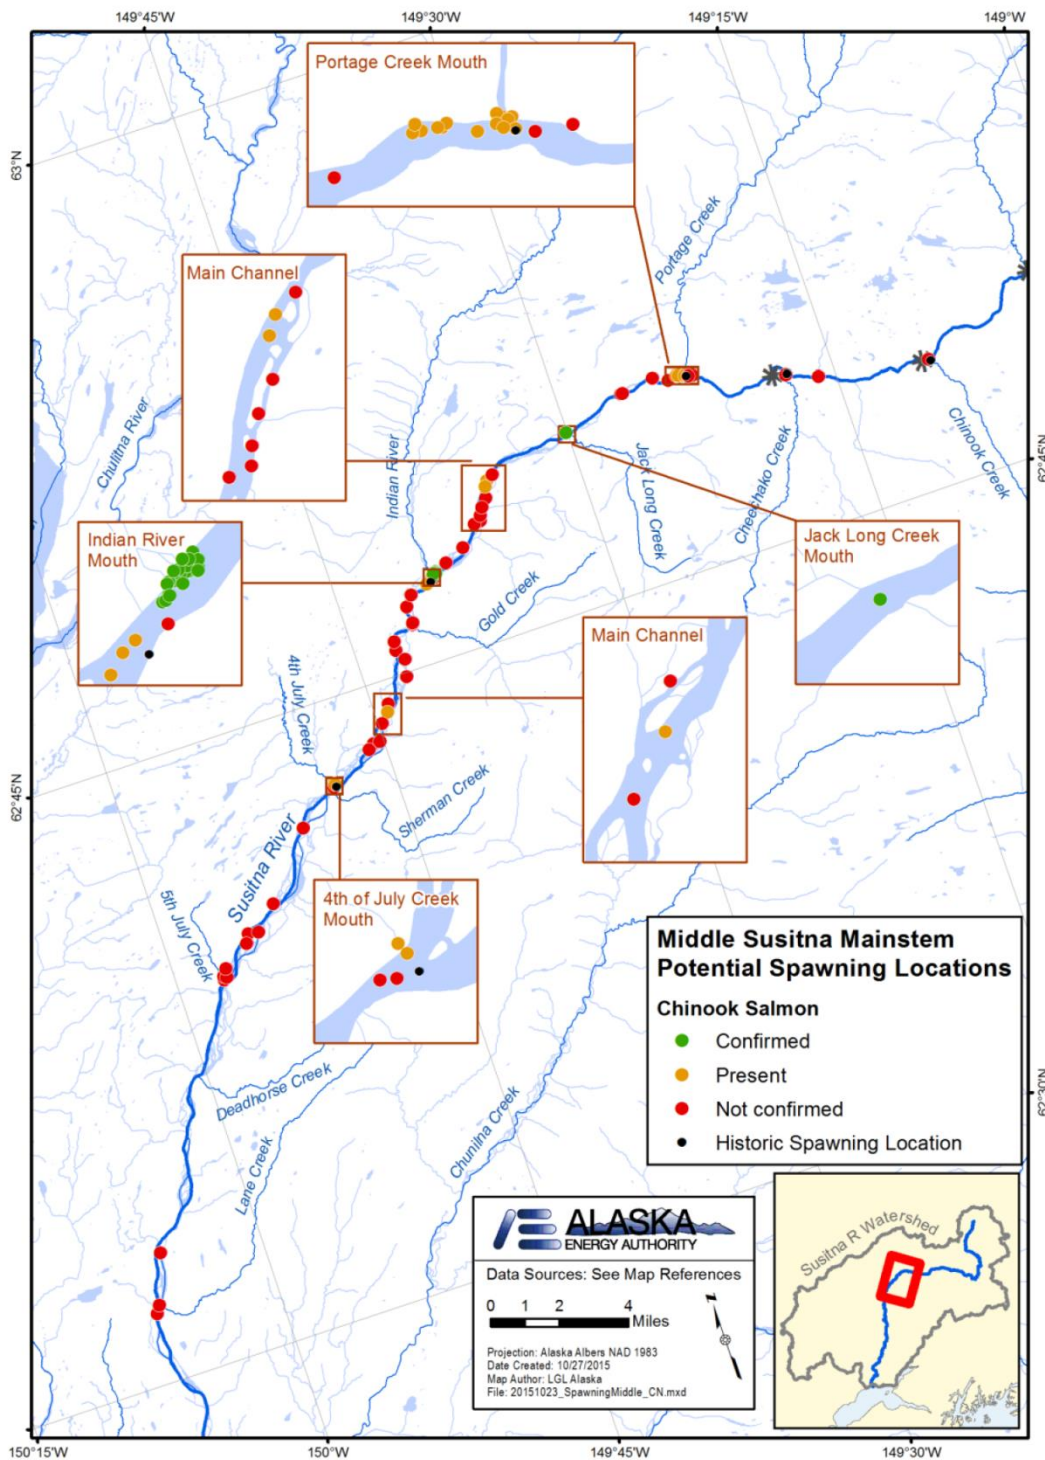 149°45'W
149°30'W
149°15'W
149°W
Portage Creek Mouth
63°N
Main Channel
Portage Creek
Chulitna River
Indian River
Jack Long Creek
Cheechako Creek
Chinook Creek
62°45'N
Indian River
Mouth
Jack Long Creek
Mouth
Gold Creek
Main Channel
4th July Creek
62°45'N
Sherman Creek
Susitna River
5th July Creek
4th of July Creek
Mouth
Middle Susitna Mainstem
Potential Spawning Locations
Chinook Salmon
Confirmed
Present
Not confirmed
Historic Spawning Location
Deadhorse Creek
Lane Creek
Chunilna Creek
62°30'N
ALASKA
ENERGY AUTHORITY
Data Sources: See Map References
0 1 2 4
Miles
N
Projection: Alaska Albers NAD 1983
Date Created: 10/27/2015
Map Author: LGL Alaska
File: 20151023_SpawningMiddle_CN.mxd
Susitna R Watershed
150°15'W
150°W
149°45'W
149°30'W